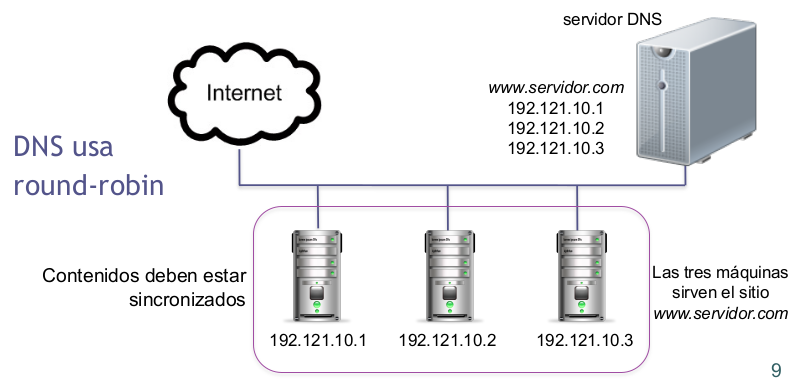 servidor DNS
Internet
www.servidor.com
192.121.10.1
192.121.10.2
192.121.10.3
DNS usa
round-robin
Contenidos deben estar
sincronizados
Las tres máquinas
sirven el sitio
www.servidor.com
192.121.10.1
192.121.10.2
192.121.10.3
9